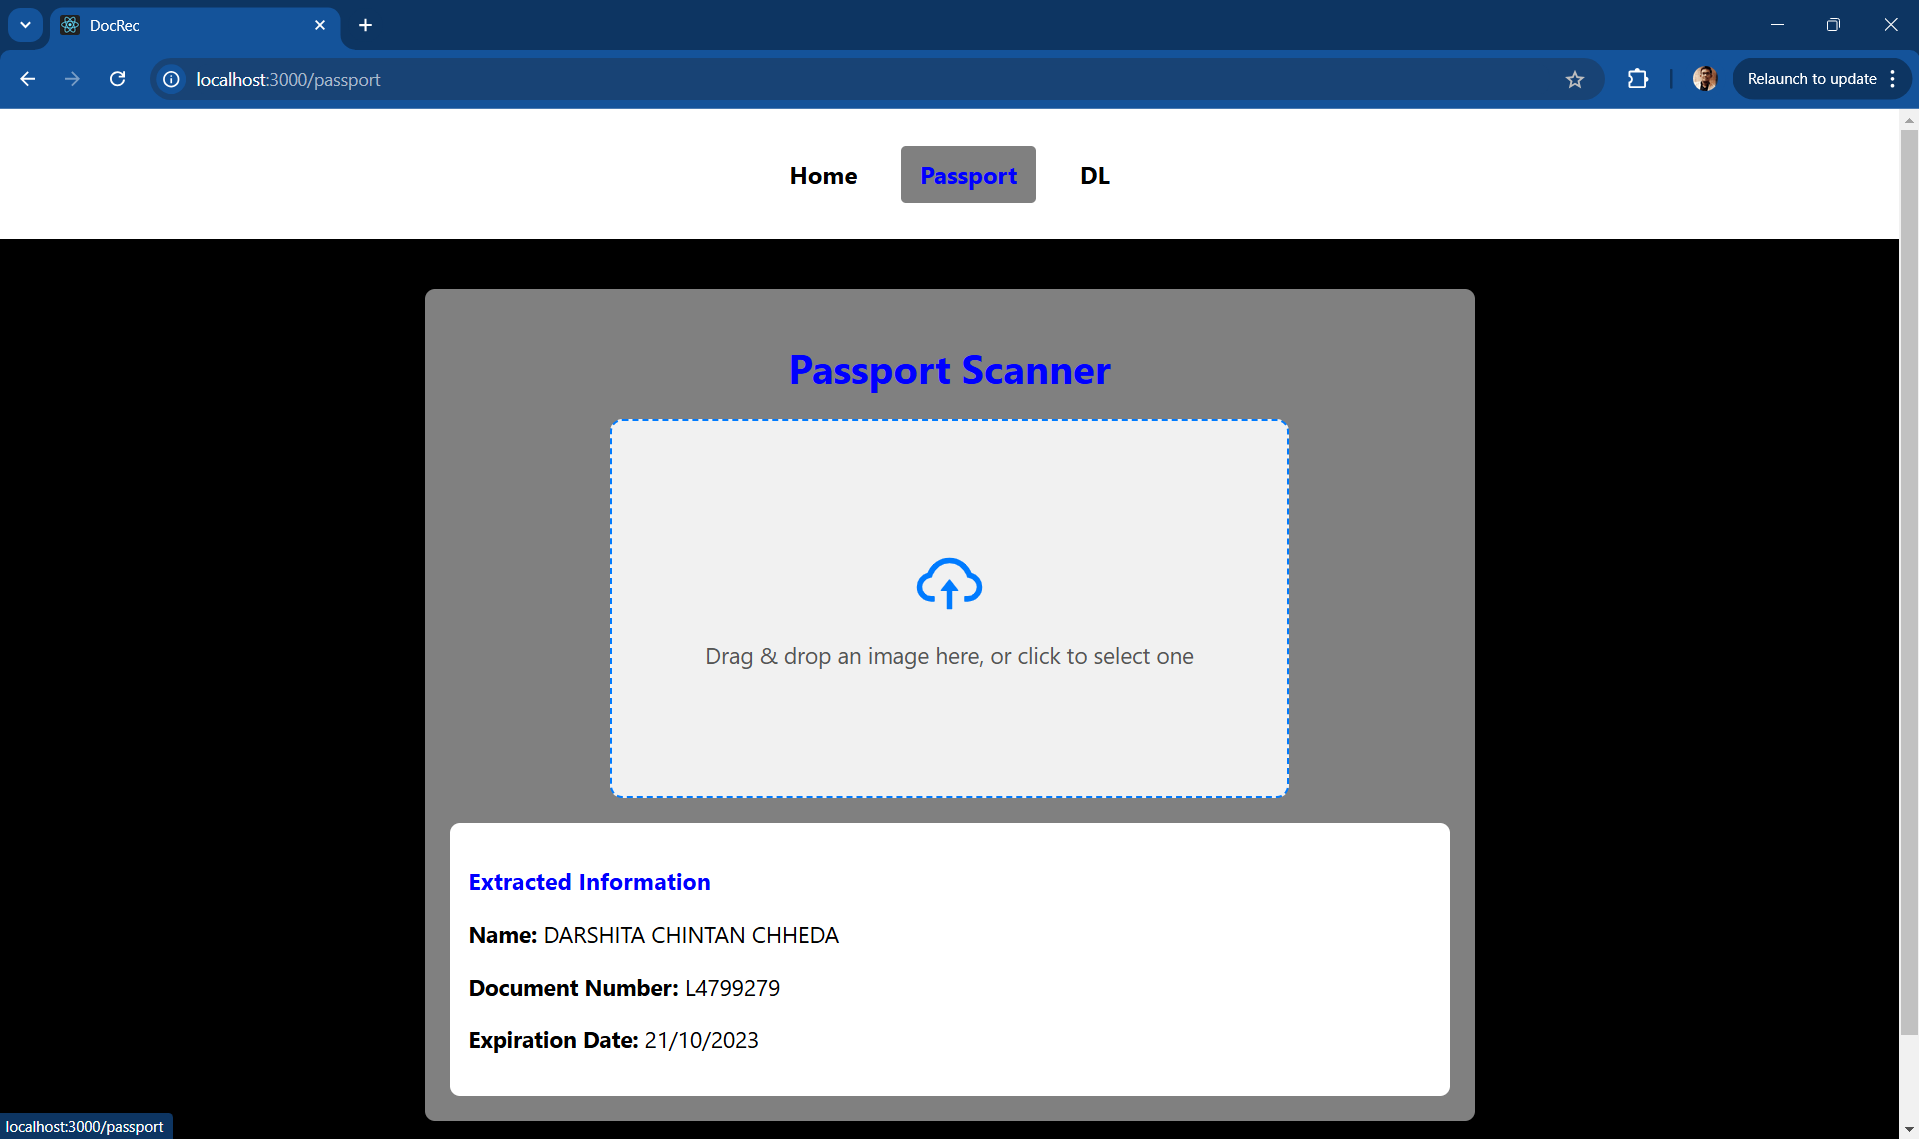 DocRec
localhost:3000/passport
Relaunch to update
Home Passport DL
Passport Scanner
Drag & drop an image here, or click to select one
Extracted Information
Name: DARSHITA CHINTAN CHHEDA
Document Number: L4799279
Expiration Date: 21/10/2023
localhost:3000/passport